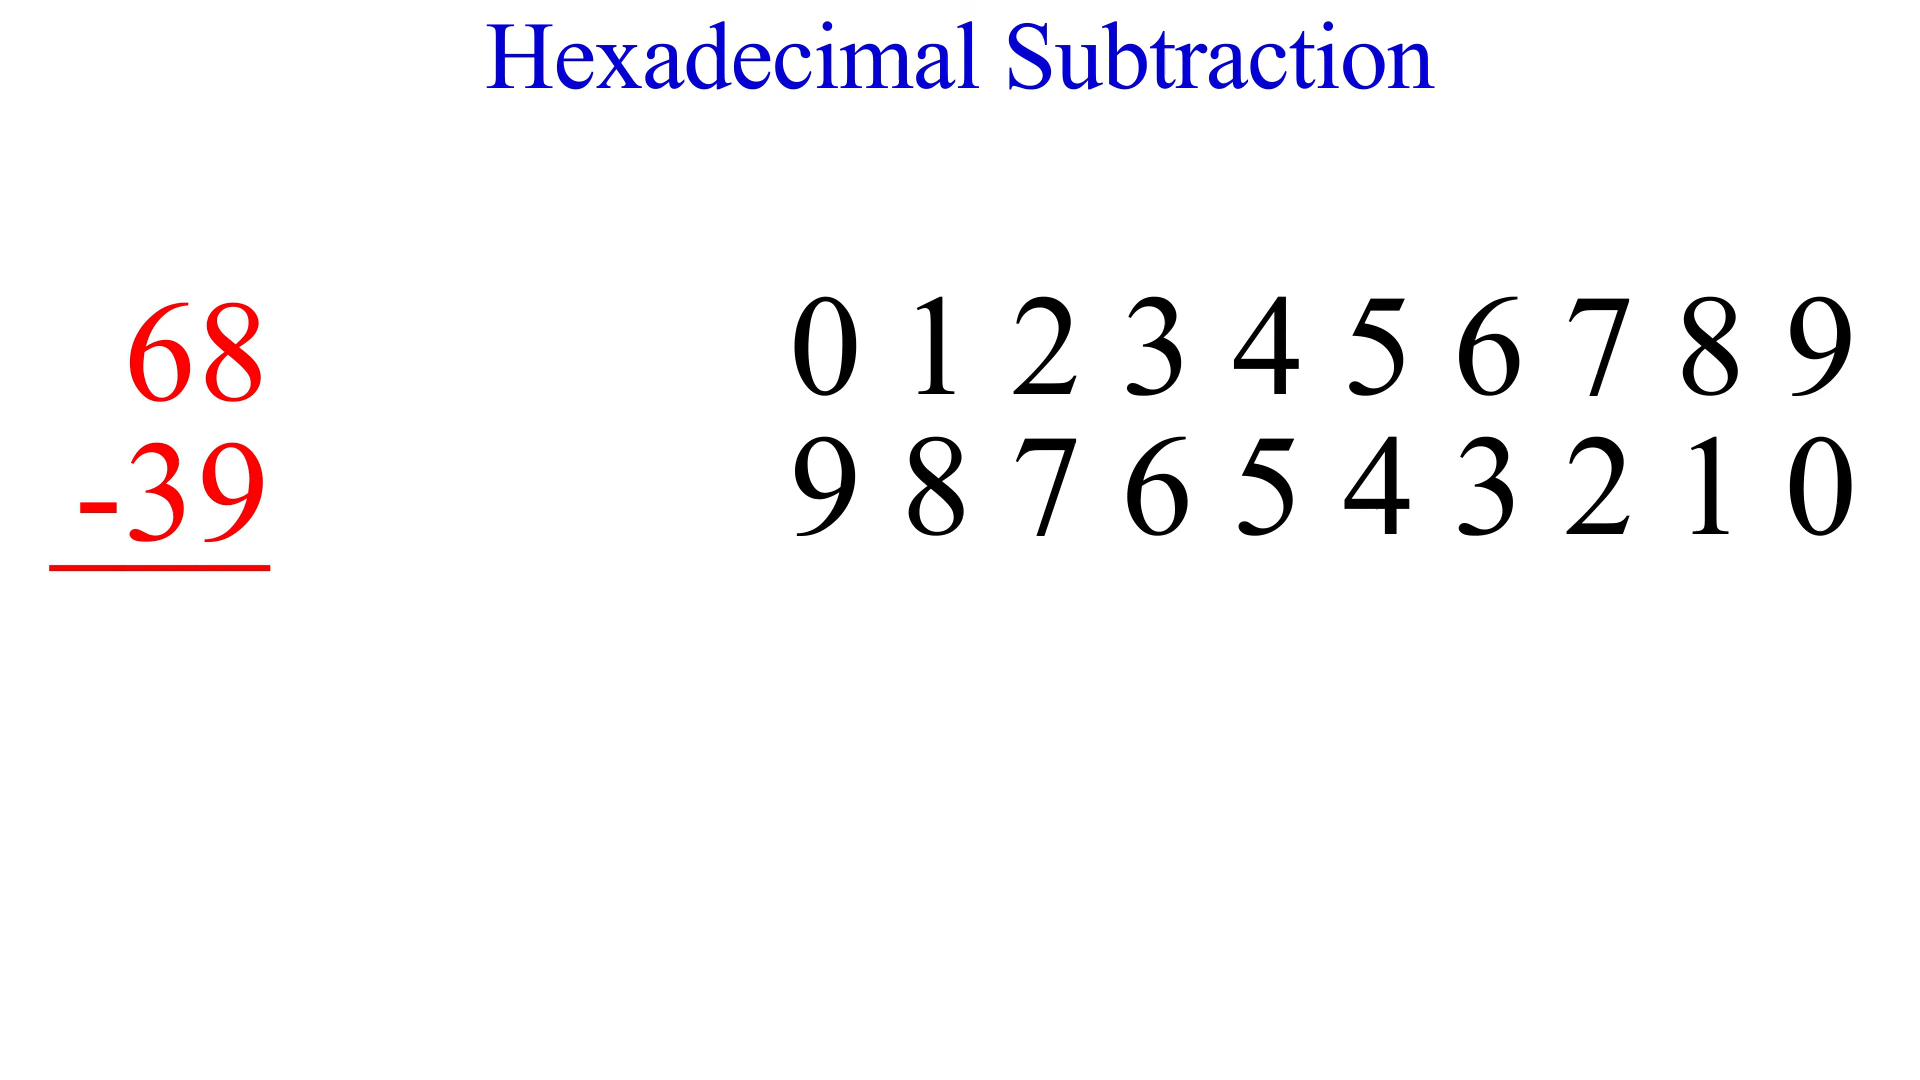 Hexadecimal Subtraction
68
-39
0 1 2 3 4 5 6 7 8 9
9 8 7 6 5 4 3 2 1 0